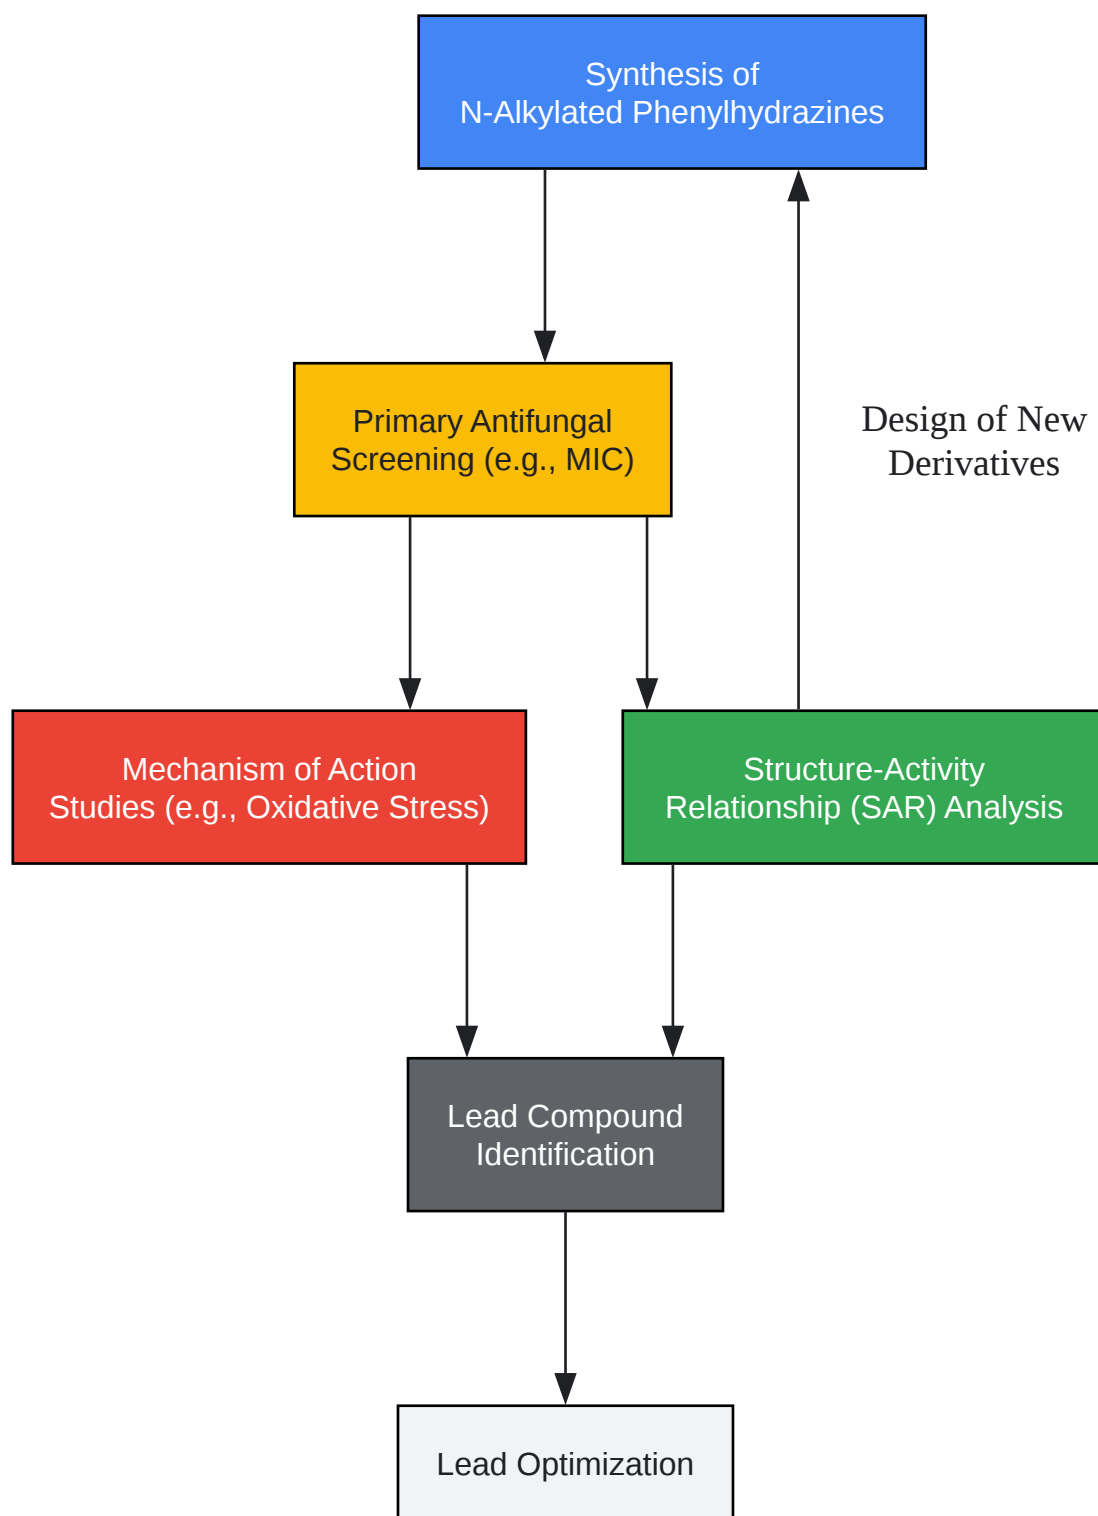 Synthesis of
N-Alkylated Phenylhydrazines
Primary Antifungal
Screening (e.g., MIC)
Design of New
Derivatives
Mechanism of Action
Studies (e.g., Oxidative Stress)
Structure-Activity
Relationship (SAR) Analysis
Lead Compound
Identification
Lead Optimization